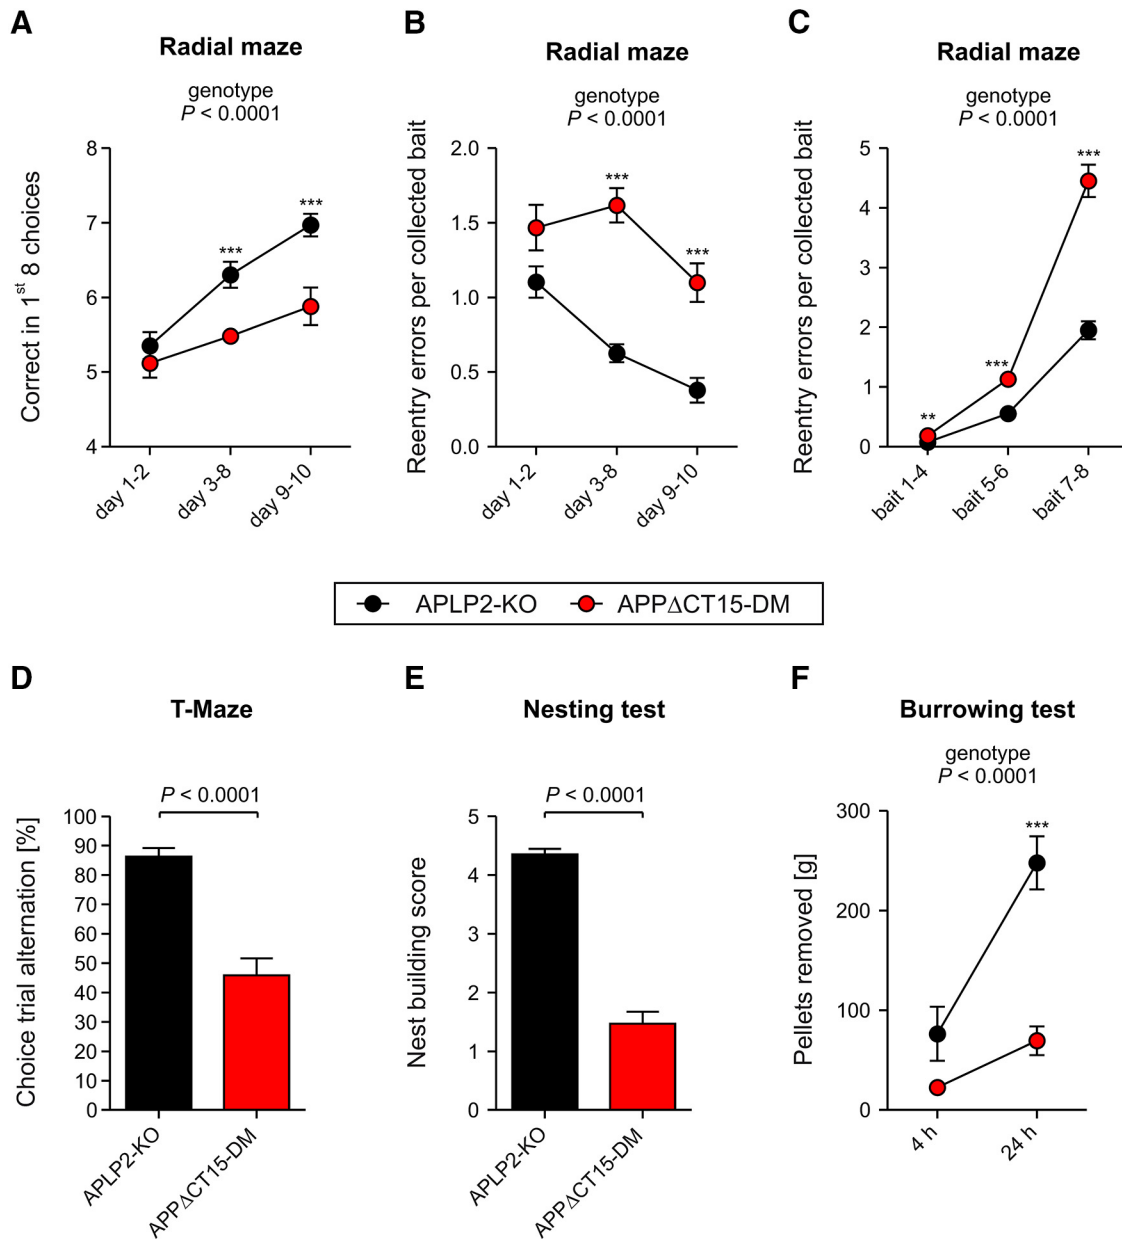 A
Radial maze
genotype
P < 0.0001
Correct in 1st 8 choices
8
7
6
5
4
***
***
day 1-2
day 3-8
day 9-10
B
Radial maze
genotype
P < 0.0001
Reentry errors per collected bait
2.0
1.5
1.0
0.5
0.0
***
***
day 1-2
day 3-8
day 9-10
C
Radial maze
genotype
P < 0.0001
Reentry errors per collected bait
5
4
3
2
1
0
**
***
***
bait 1-4
bait 5-6
bait 7-8
APLP2-KO
APPΔCT15-DM
D
T-Maze
P < 0.0001
Choice trial alternation [%]
100
90
80
70
60
50
40
30
20
10
0
APLP2-KO
APPΔCT15-DM
E
Nesting test
P < 0.0001
Nest building score
5
4
3
2
1
0
APLP2-KO
APPΔCT15-DM
F
Burrowing test
genotype
P < 0.0001
Pellets removed [g]
300
200
100
0
***
4 h
24 h